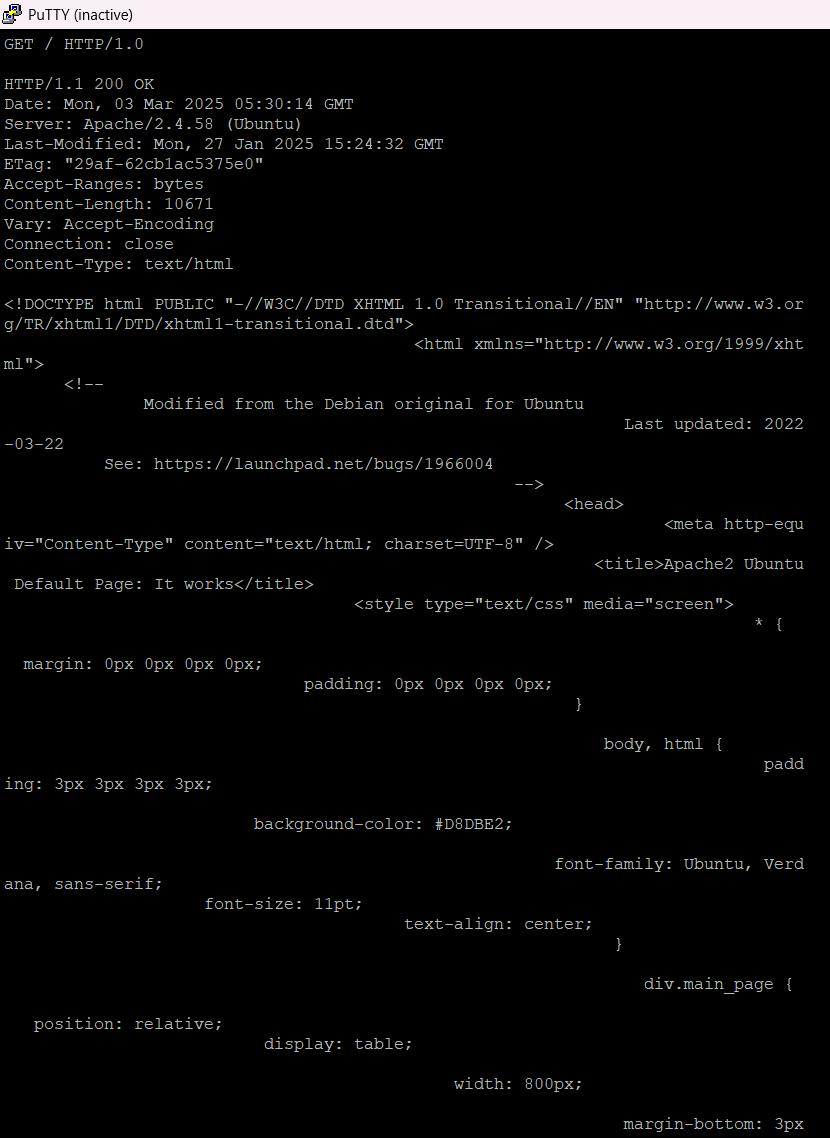 PuTTY (inactive)
GET / HTTP/1.0
HTTP/1.1 200 OK
Date: Mon, 03 Mar 2025 05:30:14 GMT
Server: Apache/2.4.58 (Ubuntu)
Last-Modified: Mon, 27 Jan 2025 15:24:32 GMT
ETag: "29af-62cb1ac5375e0"
Accept-Ranges: bytes
Content-Length: 10671
Vary: Accept-Encoding
Connection: close
Content-Type: text/html
<!DOCTYPE html PUBLIC "-//W3C//DTD XHTML 1.0 Transitional//EN" "http://www.w3.or
g/TR/xhtml1/DTD/xhtml1-transitional.dtd">
<html xmlns="http://www.w3.org/1999/xht
ml">
<!--
Modified from the Debian original for Ubuntu
Last updated: 2022
-03-22
See: https://launchpad.net/bugs/1966004
-->
<head>
<meta http-equ
iv="Content-Type" content="text/html; charset=UTF-8" />
<title>Apache2 Ubuntu
Default Page: It works</title>
<style type="text/css" media="screen">
* {
margin: 0px 0px 0px 0px;
padding: 0px 0px 0px 0px;
}
body, html {
padd
ing: 3px 3px 3px 3px;
background-color: #D8DBE2;
font-family: Ubuntu, Verd
ana, sans-serif;
font-size: 11pt;
text-align: center;
}
div.main_page {
position: relative;
display: table;
width: 800px;
margin-bottom: 3px